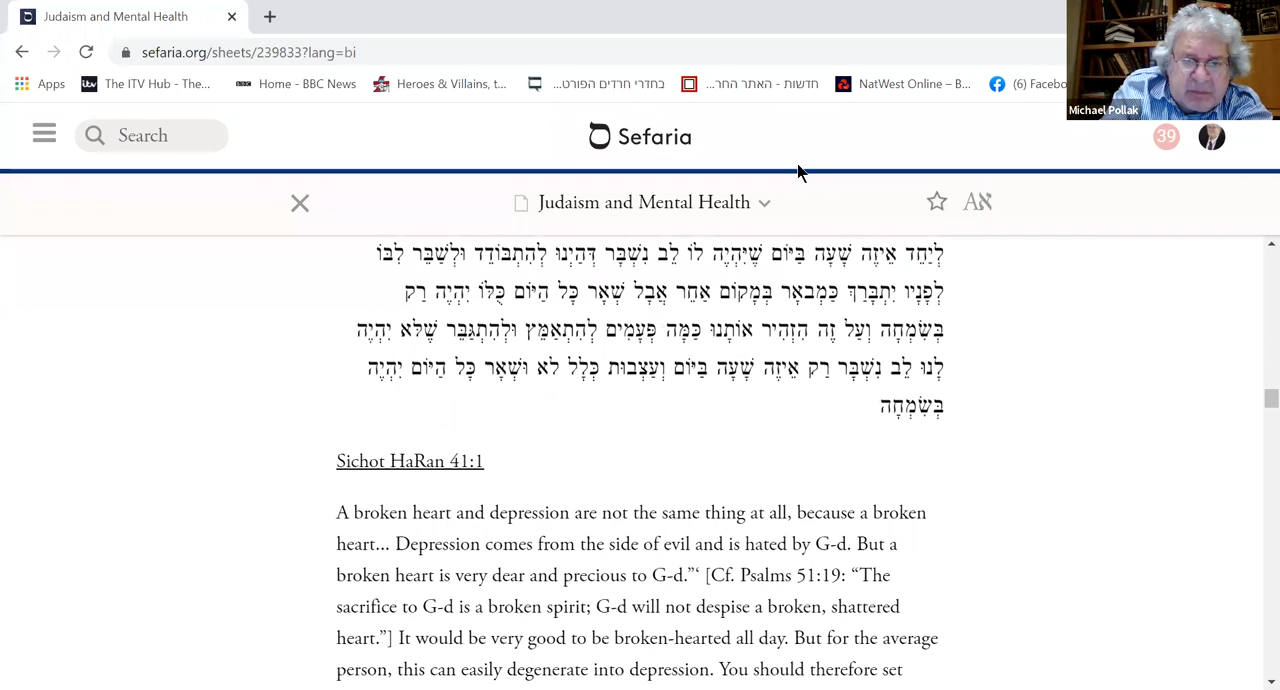 Judaism and Mental Health
sefaria.org/sheets/239833?lang=bi
Apps
The ITV Hub - The...
Home - BBC News
Heroes & Villains, t...
בחדרי חרדים הפורט...
חדשות - האתר החר...
NatWest Online – B...
(6) Facebo
Michael Pollak
Search
Sefaria
39
Judaism and Mental Health
Aא
לְיַחֵד אֵיזֶה שָׁעָה בַּיּוֹם שֶׁיִּהְיֶה לוֹ לֵב נִשְׁבָּר דְּהַיְנוּ לְהִתְבּוֹדֵד וּלְשַׁבֵּר לִבּוֹ
לְפָנָיו יִתְבָּרַךְ כַּמְבֹאָר בְּמָקוֹם אַחֵר אֲבָל שְׁאָר כָּל הַיּוֹם כֻּלּוֹ יִהְיֶה רַק
בְּשִׂמְחָה וְעַל זֶה הִזְהִיר אוֹתָנוּ כַּמָּה פְּעָמִים לְהִתְאַמֵּץ וּלְהִתְגַּבֵּר שֶׁלֹּא יִהְיֶה
לָנוּ לֵב נִשְׁבָּר רַק אֵיזֶה שָׁעָה בַּיּוֹם וְעַצְבוּת כְּלָל לֹא וּשְׁאָר כָּל הַיּוֹם יִהְיֶה
בְּשִׂמְחָה
Sichot HaRan 41:1
A broken heart and depression are not the same thing at all, because a broken
heart... Depression comes from the side of evil and is hated by G-d. But a
broken heart is very dear and precious to G-d.”‘ [Cf. Psalms 51:19: “The
sacrifice to G-d is a broken spirit; G-d will not despise a broken, shattered
heart.”] It would be very good to be broken-hearted all day. But for the average
person, this can easily degenerate into depression. You should therefore set